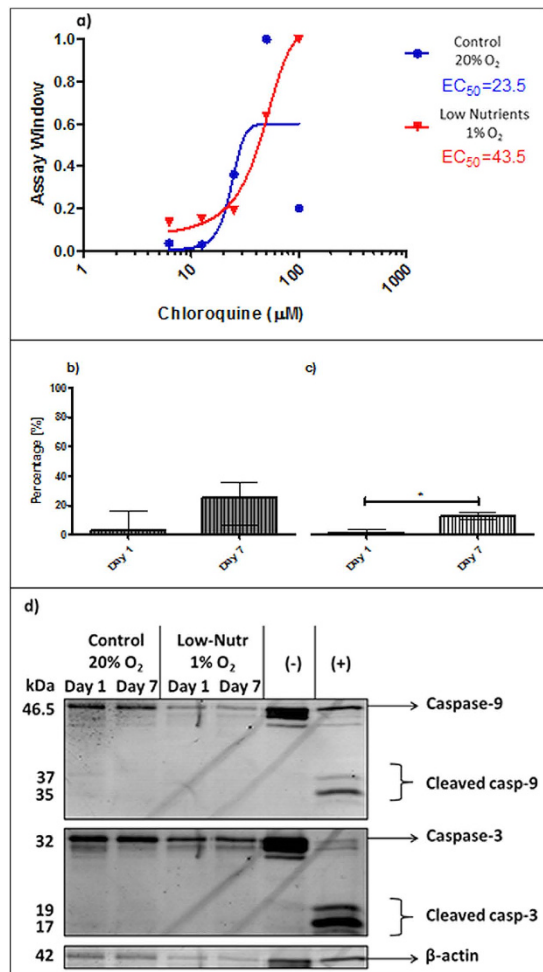 a)
1.0
0.8
0.6
0.4
0.2
0.0
Assay Window
1 10 100 1000
Chloroquine (μM)
Control
20% O₂
EC₅₀=23.5
Low Nutrients
1% O₂
EC₅₀=43.5
b)
100
80
60
40
20
0
Percentage [%]
Day 1
Day 7
c)
*
Day 1
Day 7
d)
Control Low-Nutr (-) (+)
20% O₂ 1% O₂
kDa Day 1 Day 7 Day 1 Day 7
46.5 Caspase-9
37
35
Cleaved casp-9
32 Caspase-3
19
17
Cleaved casp-3
42 β-actin